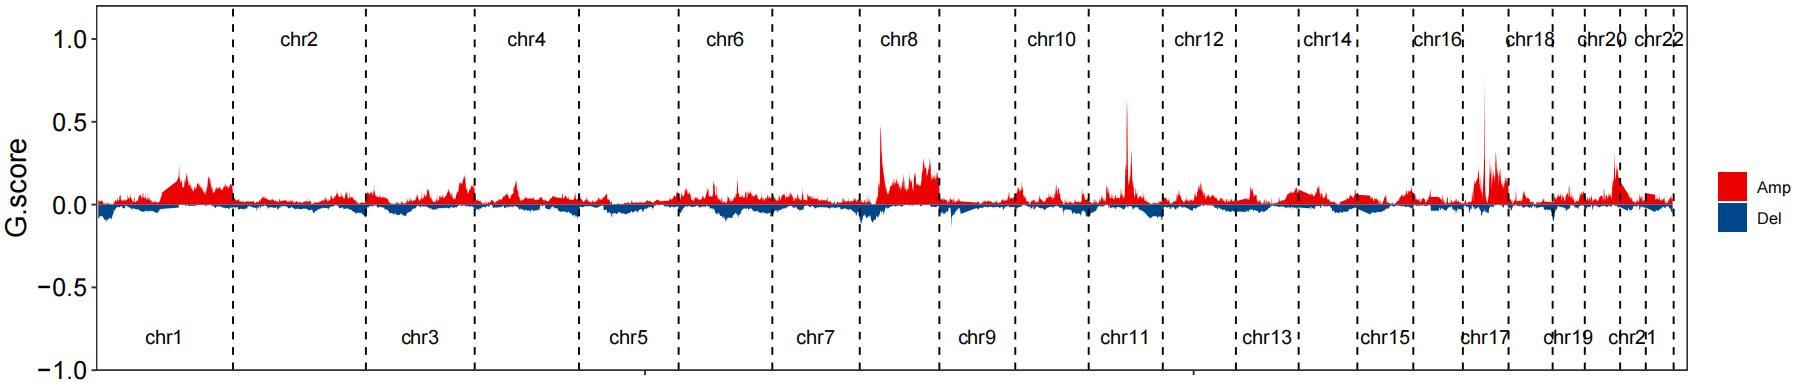 1.0
chr2 chr4 chr6 chr8 chr10 chr12 chr14 chr16 chr18 chr20 chr22
0.5
G.score
0.0
−0.5
chr1 chr3 chr5 chr7 chr9 chr11 chr13 chr15 chr17 chr19 chr21
−1.0
Amp
Del